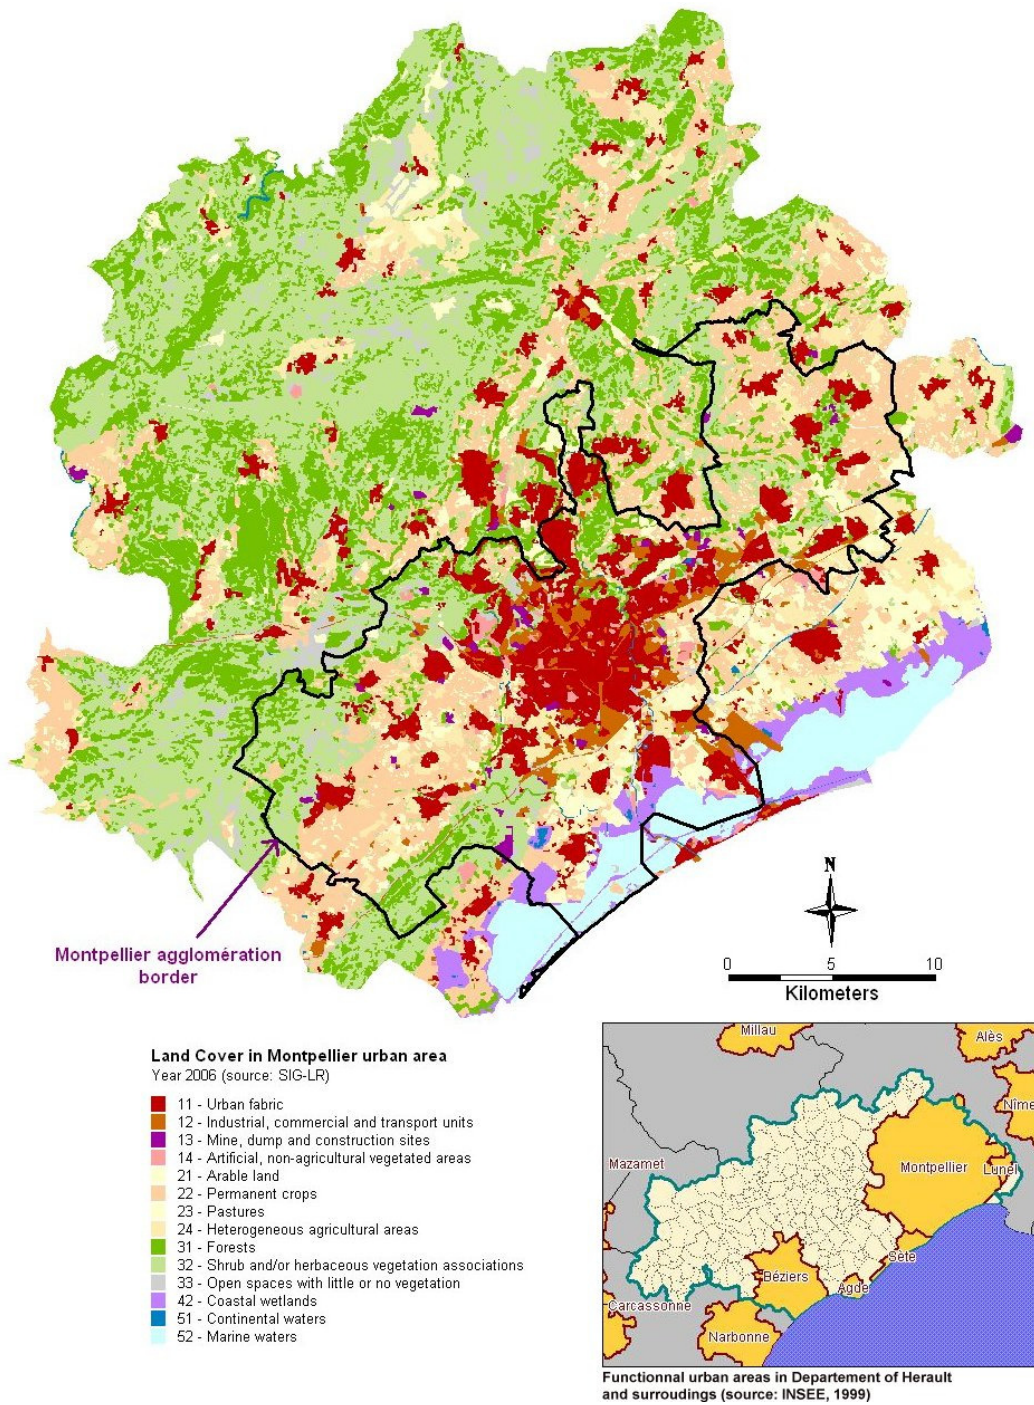 Montpellier agglomération
border
N
0 5 10
Kilometers
Land Cover in Montpellier urban area
Year 2006 (source: SIG-LR)
11 - Urban fabric
12 - Industrial, commercial and transport units
13 - Mine, dump and construction sites
14 - Artificial, non-agricultural vegetated areas
21 - Arable land
22 - Permanent crops
23 - Pastures
24 - Heterogeneous agricultural areas
31 - Forests
32 - Shrub and/or herbaceous vegetation associations
33 - Open spaces with little or no vegetation
42 - Coastal wetlands
51 - Continental waters
52 - Marine waters
Millau
Alès
Nîme
Mazamet
Montpellier
Lunel
Sète
Béziers
Agde
Carcassonne
Narbonne
Functionnal urban areas in Departement of Herault
and surroudings (source: INSEE, 1999)